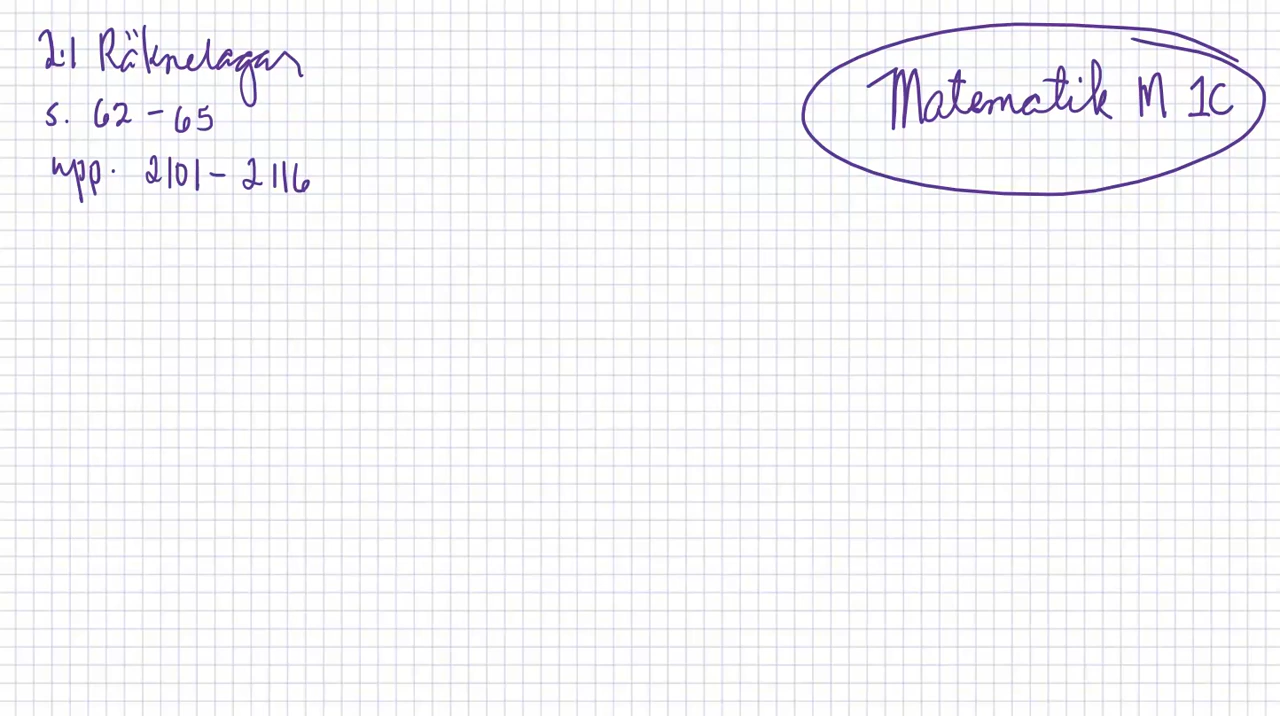 2.1 Räknelagar
s. 62 - 65
upp. 2101 - 2116
Matematik M 1C